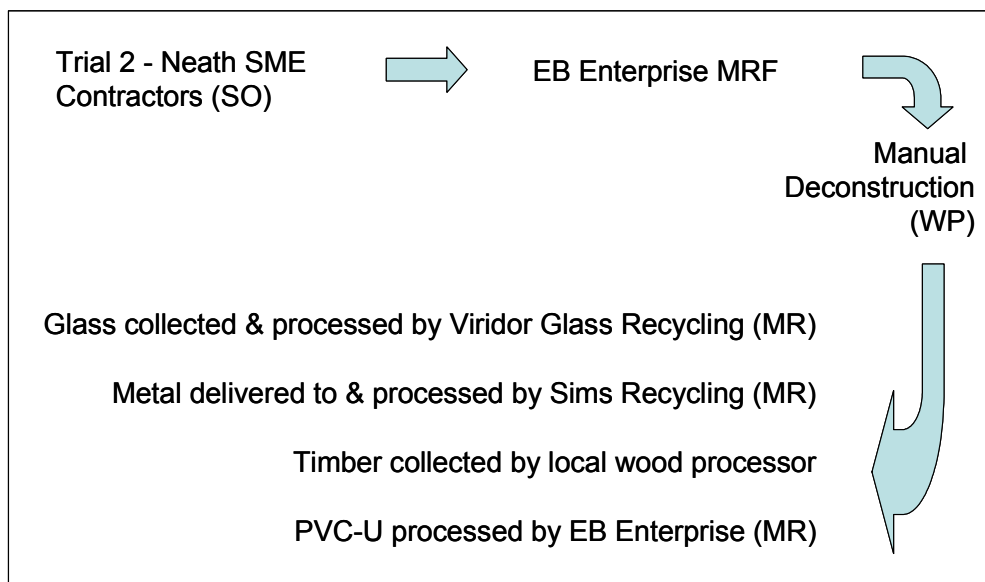 Trial 2 - Neath SME
Contractors (SO)
EB Enterprise MRF
Manual
Deconstruction
(WP)
Glass collected & processed by Viridor Glass Recycling (MR)
Metal delivered to & processed by Sims Recycling (MR)
Timber collected by local wood processor
PVC-U processed by EB Enterprise (MR)